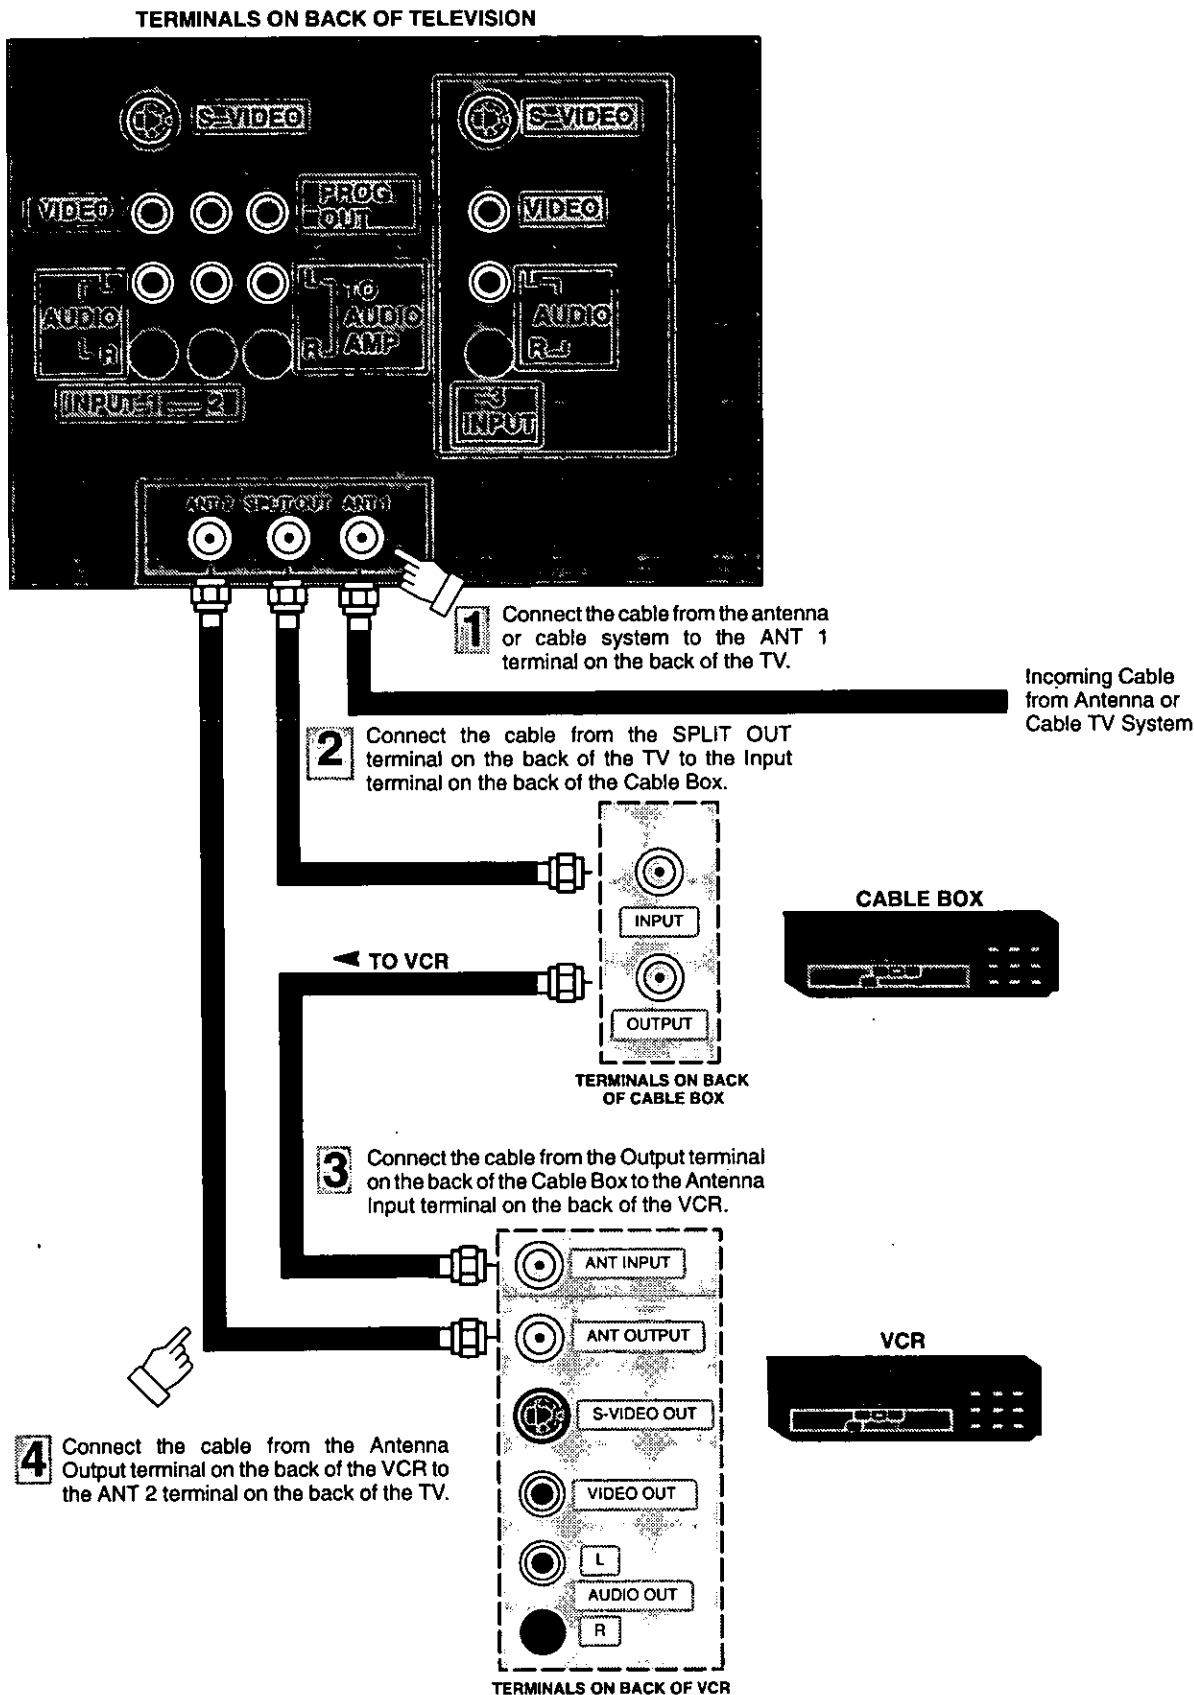 TERMINALS ON BACK OF TELEVISION
S-VIDEO
S-VIDEO
VIDEO
PROG.
OUT
VIDEO
L
AUDIO
R
L
TO
AUDIO
R AMP
L
AUDIO
R
INPUT 1 2
3
INPUT
ANT 2 SPLIT OUT ANT 1
1 Connect the cable from the antenna
or cable system to the ANT 1
terminal on the back of the TV.
Incoming Cable
from Antenna or
Cable TV System
2 Connect the cable from the SPLIT OUT
terminal on the back of the TV to the Input
terminal on the back of the Cable Box.
INPUT
CABLE BOX
TO VCR
OUTPUT
TERMINALS ON BACK
OF CABLE BOX
3 Connect the cable from the Output terminal
on the back of the Cable Box to the Antenna
Input terminal on the back of the VCR.
ANT INPUT
ANT OUTPUT
VCR
S-VIDEO OUT
4 Connect the cable from the Antenna
Output terminal on the back of the VCR to
the ANT 2 terminal on the back of the TV.
VIDEO OUT
L
AUDIO OUT
R
TERMINALS ON BACK OF VCR